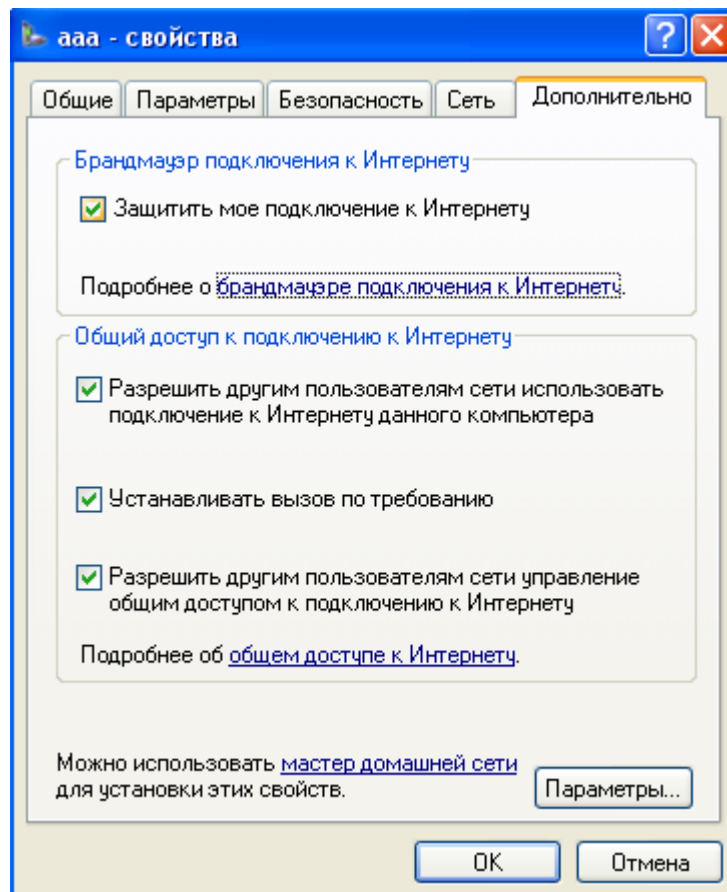 aaa - свойства
Общие Параметры Безопасность Сеть Дополнительно
Брандмауэр подключения к Интернету
Защитить мое подключение к Интернету
Подробнее о брандмауэре подключения к Интернету.
Общий доступ к подключению к Интернету
Разрешить другим пользователям сети использовать
подключение к Интернету данного компьютера
Устанавливать вызов по требованию
Разрешить другим пользователям сети управление
общим доступом к подключению к Интернету
Подробнее об общем доступе к Интернету.
Можно использовать мастер домашней сети
для установки этих свойств.
Параметры...
OK Отмена